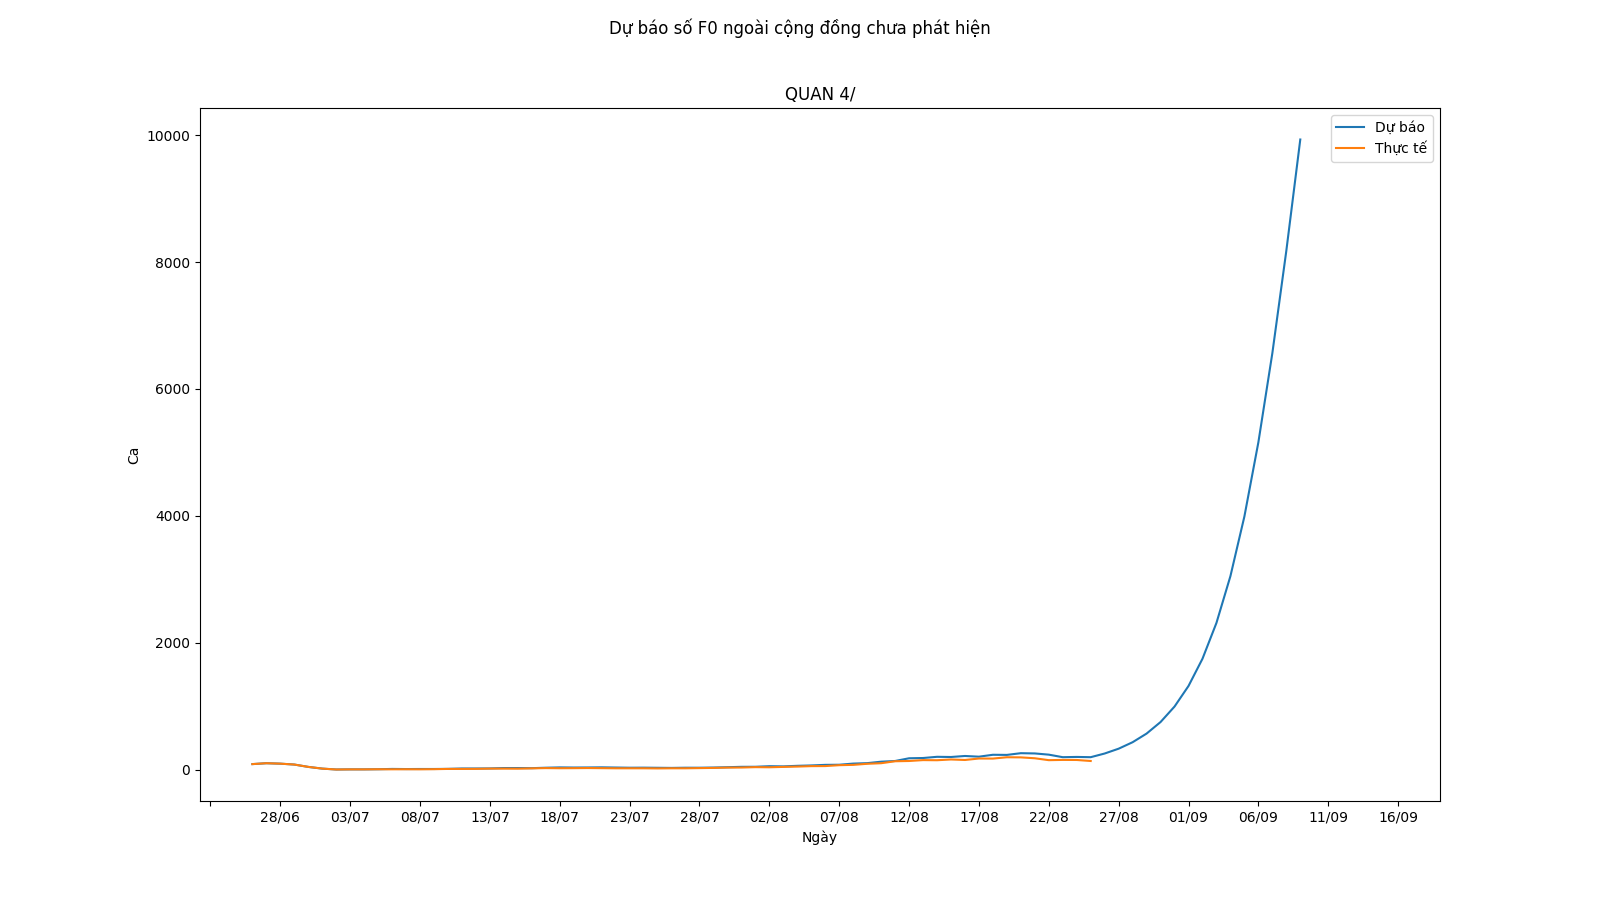 Dự báo số F0 ngoài cộng đồng chưa phát hiện
QUAN 4/
Dự báo
Thực tế
10000
8000
6000
4000
2000
0
Ca
28/06 03/07 08/07 13/07 18/07 23/07 28/07 02/08 07/08 12/08 17/08 22/08 27/08 01/09 06/09 11/09 16/09
Ngày